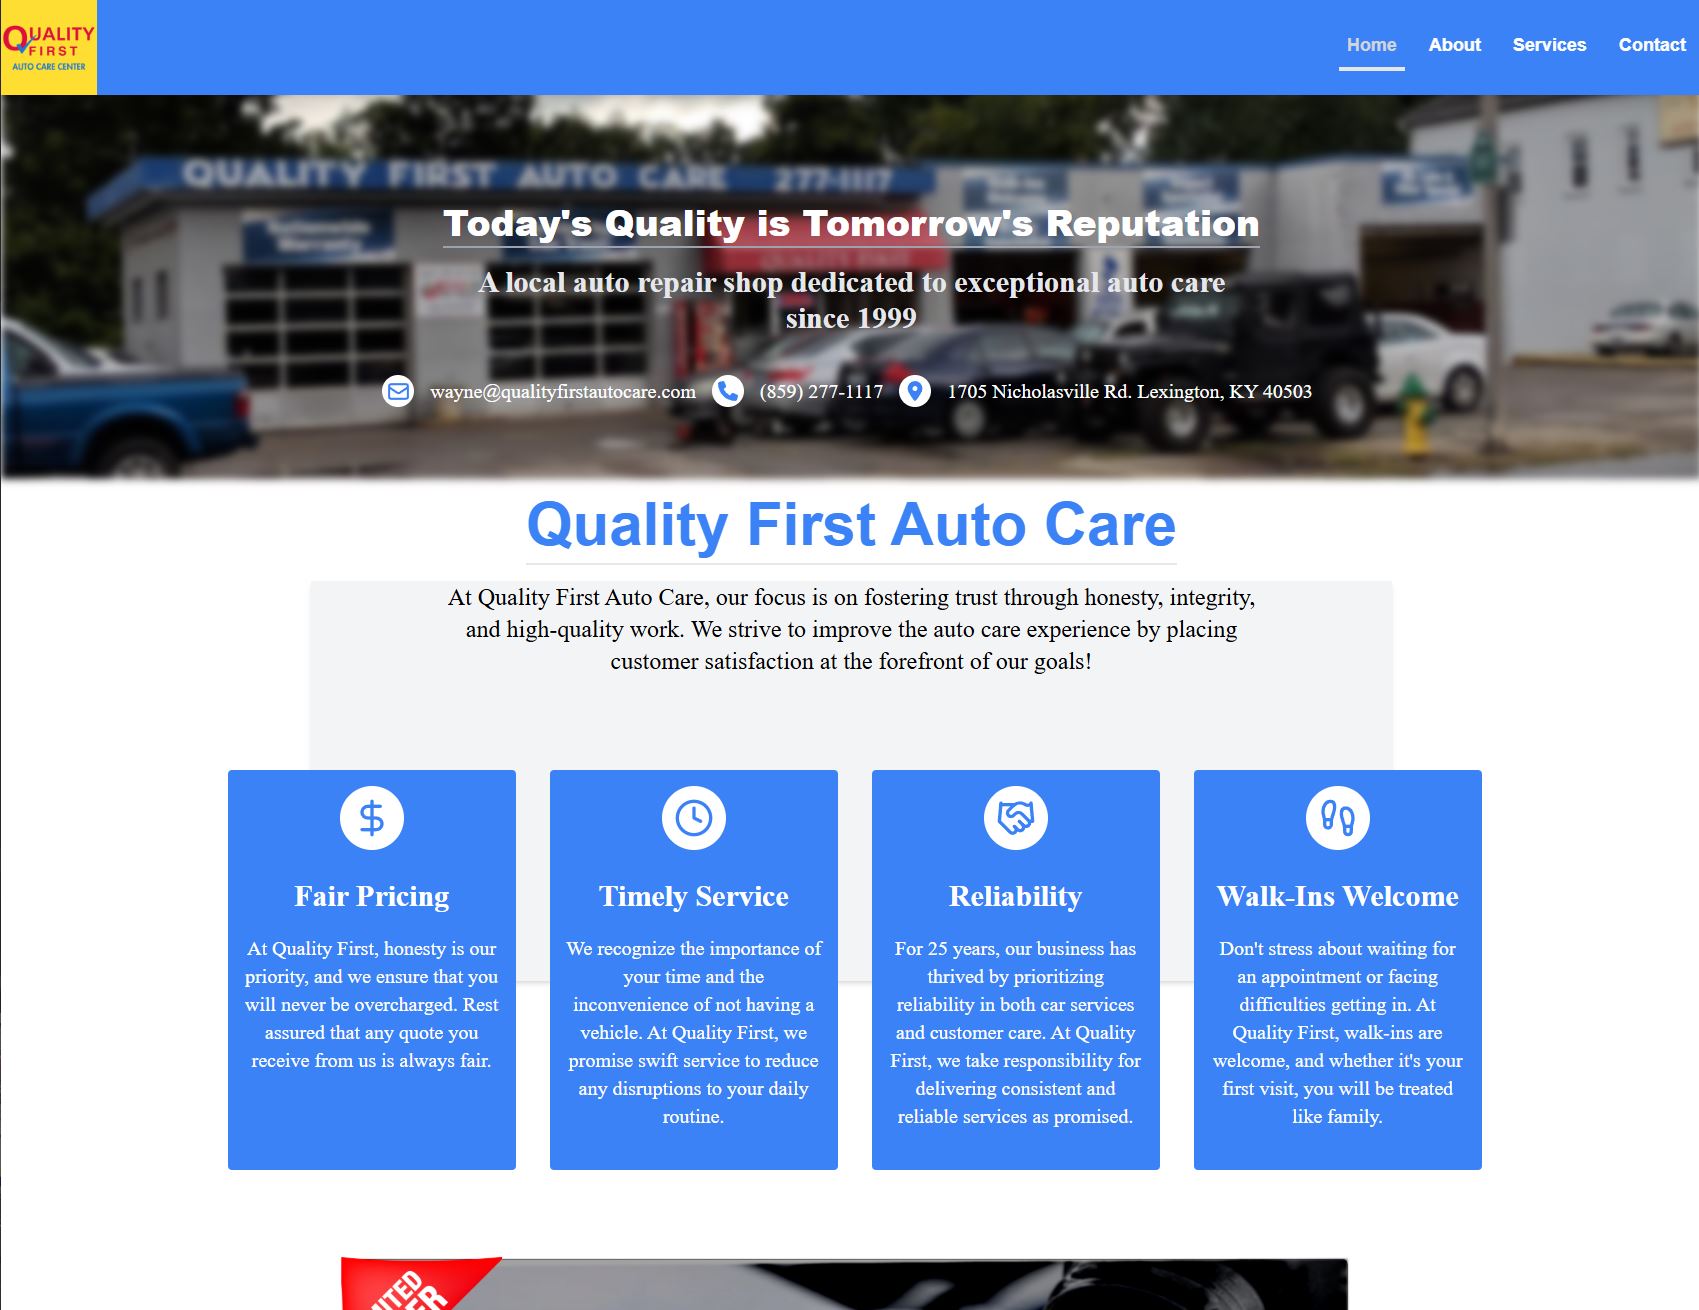 QUALITY
FIRST
AUTO CARE CENTER
Home
About
Services
Contact
QUALITY FIRST AUTO CARE 277-1117
Nationwide
Warranty
QUALITY FIRST
Today's Quality is Tomorrow's Reputation
A local auto repair shop dedicated to exceptional auto care
since 1999
wayne@qualityfirstautocare.com
(859) 277-1117
1705 Nicholasville Rd. Lexington, KY 40503
Quality First Auto Care
At Quality First Auto Care, our focus is on fostering trust through honesty, integrity,
and high-quality work. We strive to improve the auto care experience by placing
customer satisfaction at the forefront of our goals!
Fair Pricing
At Quality First, honesty is our
priority, and we ensure that you
will never be overcharged. Rest
assured that any quote you
receive from us is always fair.
Timely Service
We recognize the importance of
your time and the
inconvenience of not having a
vehicle. At Quality First, we
promise swift service to reduce
any disruptions to your daily
routine.
Reliability
For 25 years, our business has
thrived by prioritizing
reliability in both car services
and customer care. At Quality
First, we take responsibility for
delivering consistent and
reliable services as promised.
Walk-Ins Welcome
Don't stress about waiting for
an appointment or facing
difficulties getting in. At
Quality First, walk-ins are
welcome, and whether it's your
first visit, you will be treated
like family.